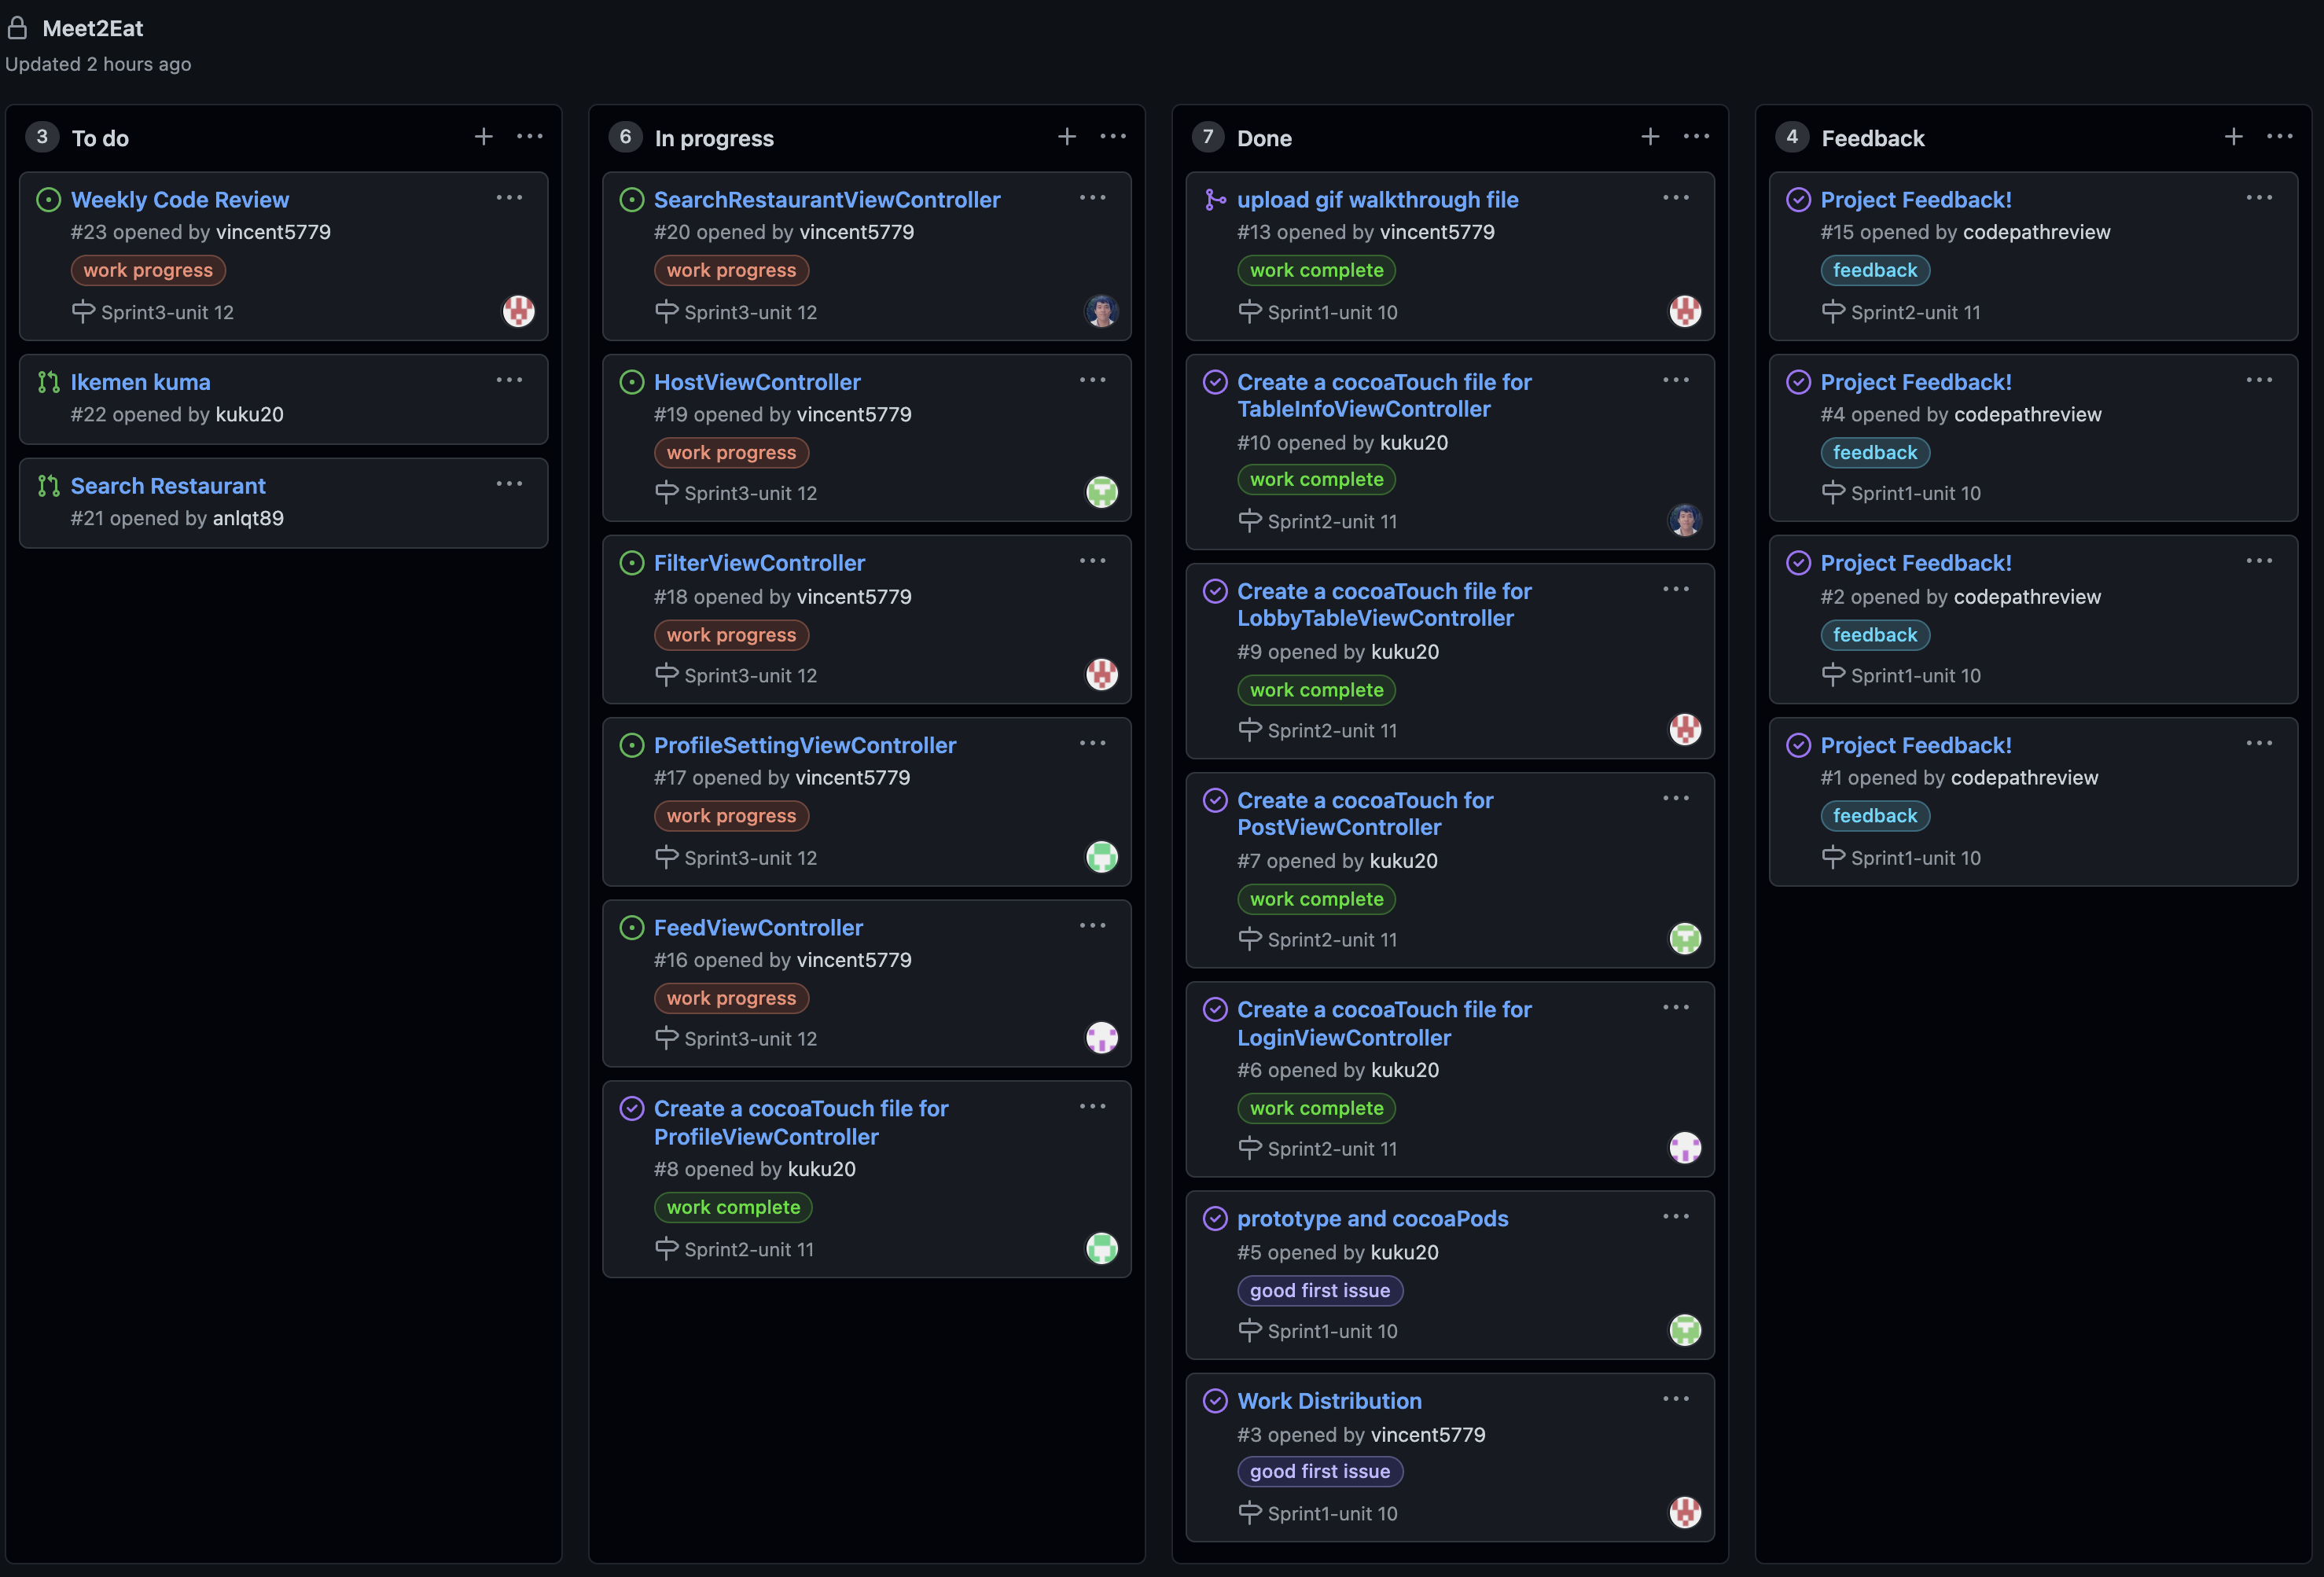 Meet2Eat
Updated 2 hours ago
3 To do
Weekly Code Review
#23 opened by vincent5779
work progress
Sprint3-unit 12
Ikemen kuma
#22 opened by kuku20
Search Restaurant
#21 opened by anlqt89
6 In progress
SearchRestaurantViewController
#20 opened by vincent5779
work progress
Sprint3-unit 12
HostViewController
#19 opened by vincent5779
work progress
Sprint3-unit 12
FilterViewController
#18 opened by vincent5779
work progress
Sprint3-unit 12
ProfileSettingViewController
#17 opened by vincent5779
work progress
Sprint3-unit 12
FeedViewController
#16 opened by vincent5779
work progress
Sprint3-unit 12
Create a cocoaTouch file for
ProfileViewController
#8 opened by kuku20
work complete
Sprint2-unit 11
7 Done
upload gif walkthrough file
#13 opened by vincent5779
work complete
Sprint1-unit 10
Create a cocoaTouch file for
TableInfoViewController
#10 opened by kuku20
work complete
Sprint2-unit 11
Create a cocoaTouch file for
LobbyTableViewController
#9 opened by kuku20
work complete
Sprint2-unit 11
Create a cocoaTouch for
PostViewController
#7 opened by kuku20
work complete
Sprint2-unit 11
Create a cocoaTouch file for
LoginViewController
#6 opened by kuku20
work complete
Sprint2-unit 11
prototype and cocoaPods
#5 opened by kuku20
good first issue
Sprint1-unit 10
Work Distribution
#3 opened by vincent5779
good first issue
Sprint1-unit 10
4 Feedback
Project Feedback!
#15 opened by codepathreview
feedback
Sprint2-unit 11
Project Feedback!
#4 opened by codepathreview
feedback
Sprint1-unit 10
Project Feedback!
#2 opened by codepathreview
feedback
Sprint1-unit 10
Project Feedback!
#1 opened by codepathreview
feedback
Sprint1-unit 10